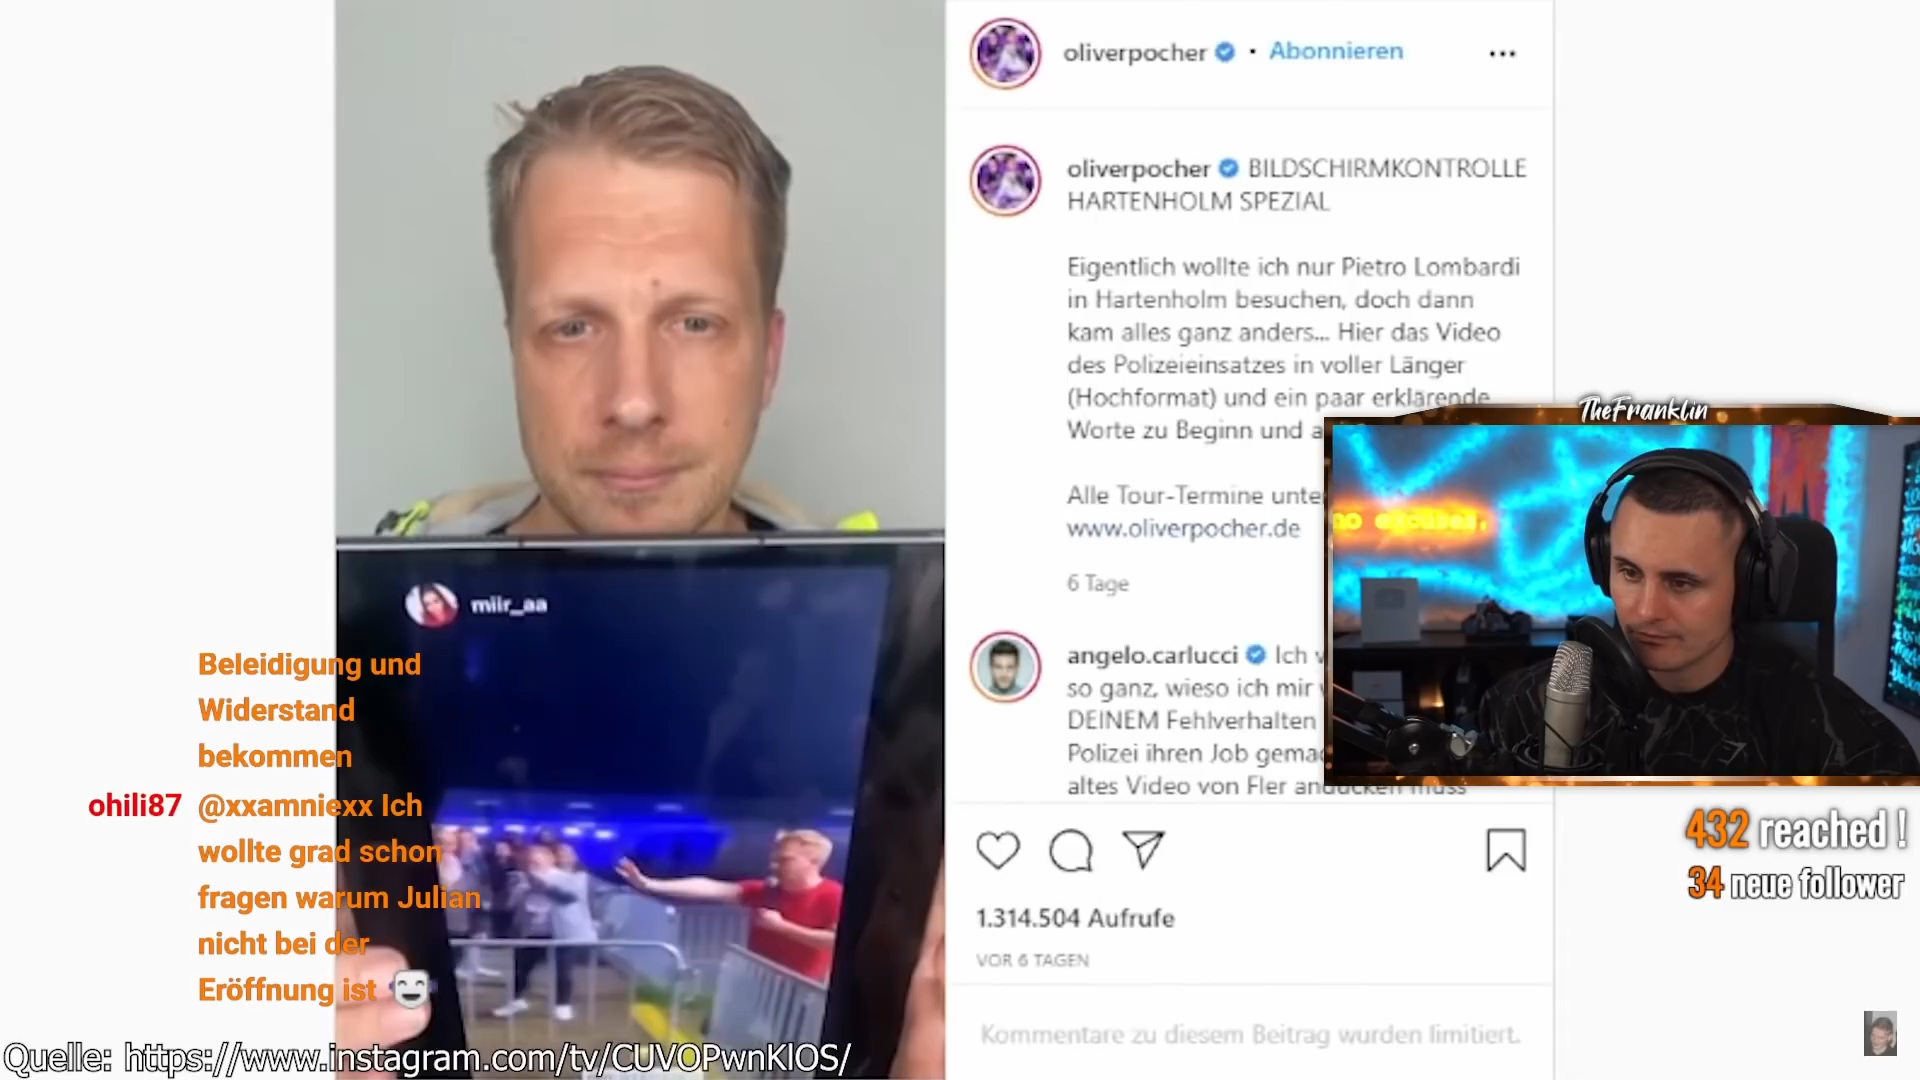 oliverpocher • Abonnieren
oliverpocher BILDSCHIRMKONTROLLE
HARTENHOLM SPEZIAL
Eigentlich wollte ich nur Pietro Lombardi
in Hartenholm besuchen, doch dann
kam alles ganz anders... Hier das Video
des Polizeieinsatzes in voller Länger
(Hochformat) und ein paar erklärende
Worte zu Beginn und a
Alle Tour-Termine unte
www.oliverpocher.de
6 Tage
angelo.carlucci Ich
so ganz, wieso ich mir
DEINEM Fehlverhalten
Polizei ihren Job gema
altes Video von Fler
1.314.504 Aufrufe
VOR 6 TAGEN
Kommentare zu diesem Beitrag wurden limitiert.
TheFranklin
no excuses.
432 reached !
34 neue follower
miir_aa
Beleidigung und
Widerstand
bekommen
ohili87 @xxamniexx Ich
wollte grad schon
fragen warum Julian
nicht bei der
Eröffnung ist
Quelle: https://www.instagram.com/tv/CUVOPwnKlOS/